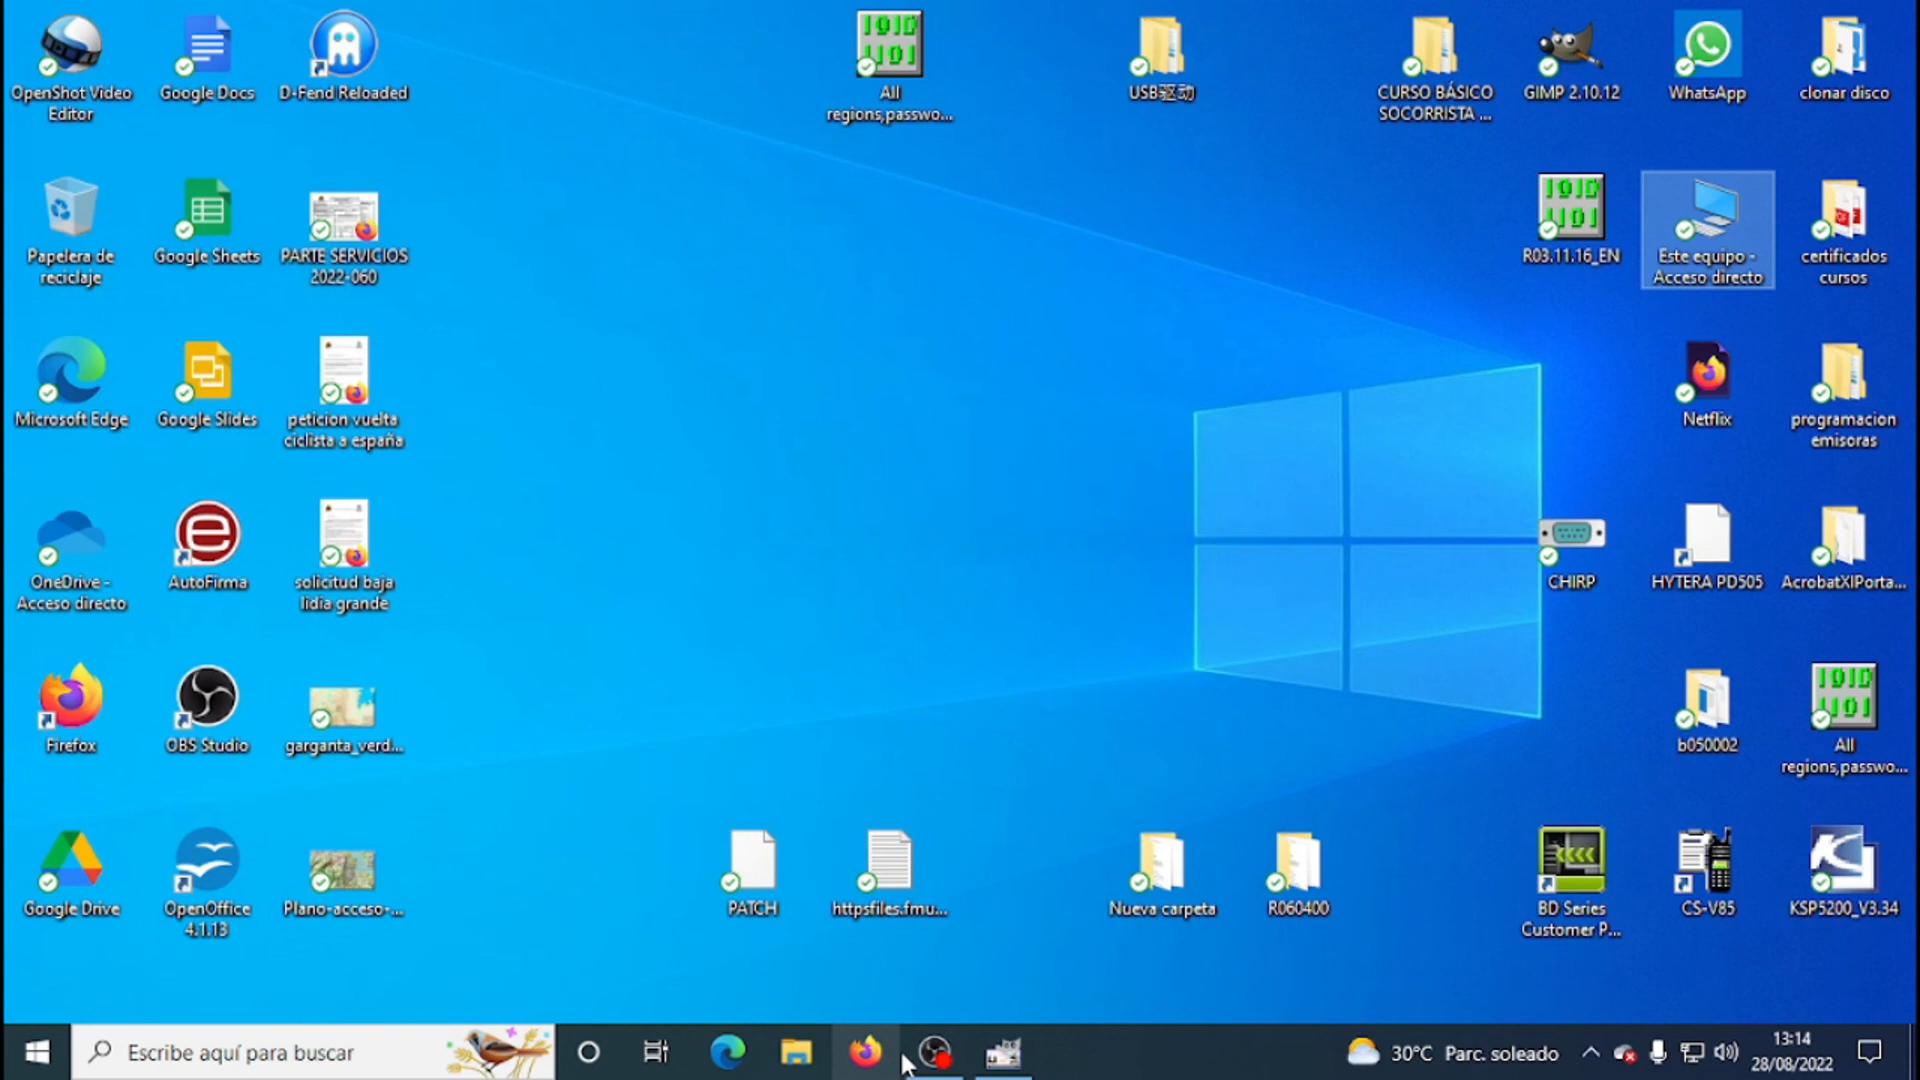 OpenShot Video
Editor
Google Docs
D-Fend Reloaded
All
regions,passwo...
USB驱动
CURSO BÁSICO
SOCORRISTA ...
GIMP 2.10.12
WhatsApp
clonar disco
Papelera de
reciclaje
Google Sheets
PARTE SERVICIOS
2022-060
R03.11.16_EN
Este equipo -
Acceso directo
certificados
cursos
Microsoft Edge
Google Slides
peticion vuelta
ciclista a españa
Netflix
programacion
emisoras
OneDrive -
Acceso directo
AutoFirma
solicitud baja
lidia grande
CHIRP
HYTERA PD505
AcrobatXIPorta...
Firefox
OBS Studio
garganta_verd...
b050002
All
regions,passwo...
Google Drive
OpenOffice
4.1.13
Plano-acceso-...
PATCH
httpsfiles.fmu...
Nueva carpeta
R060400
BD Series
Customer P...
CS-V85
KSP5200_V3.34
Escribe aquí para buscar
30°C Parc. soleado
13:14
28/08/2022